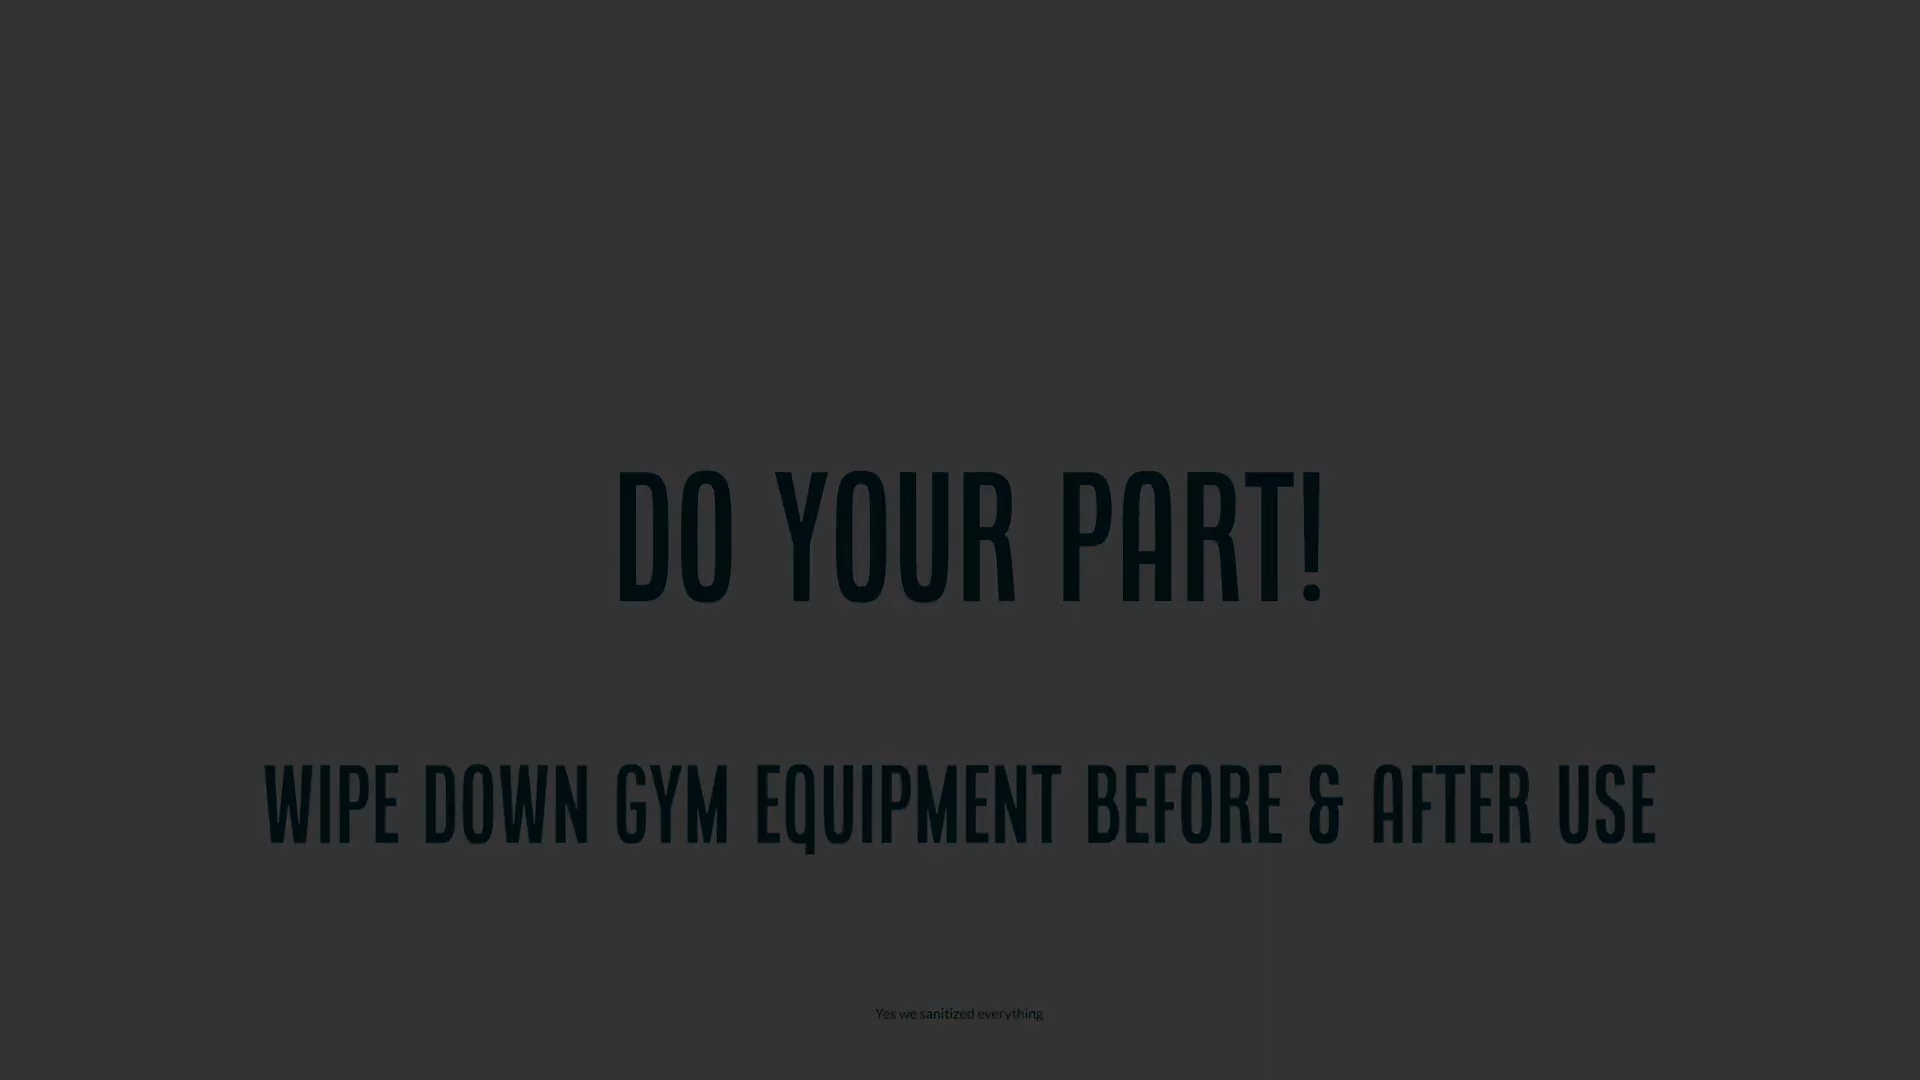 DO YOUR PART!
WIPE DOWN GYM EQUIPMENT BEFORE & AFTER USE
Yes we sanitized everything